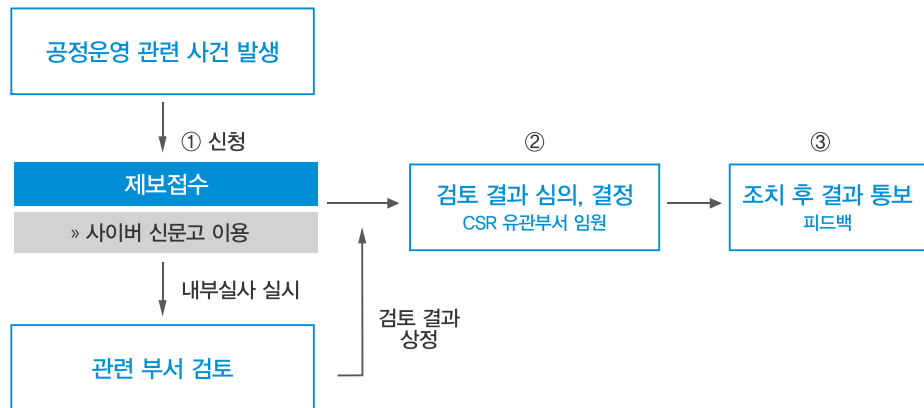 공정운영 관련 사건 발생
① 신청
제보접수
» 사이버 신문고 이용
내부실사 실시
관련 부서 검토
검토 결과
상정
②
검토 결과 심의, 결정
CSR 유관부서 임원
③
조치 후 결과 통보
피드백